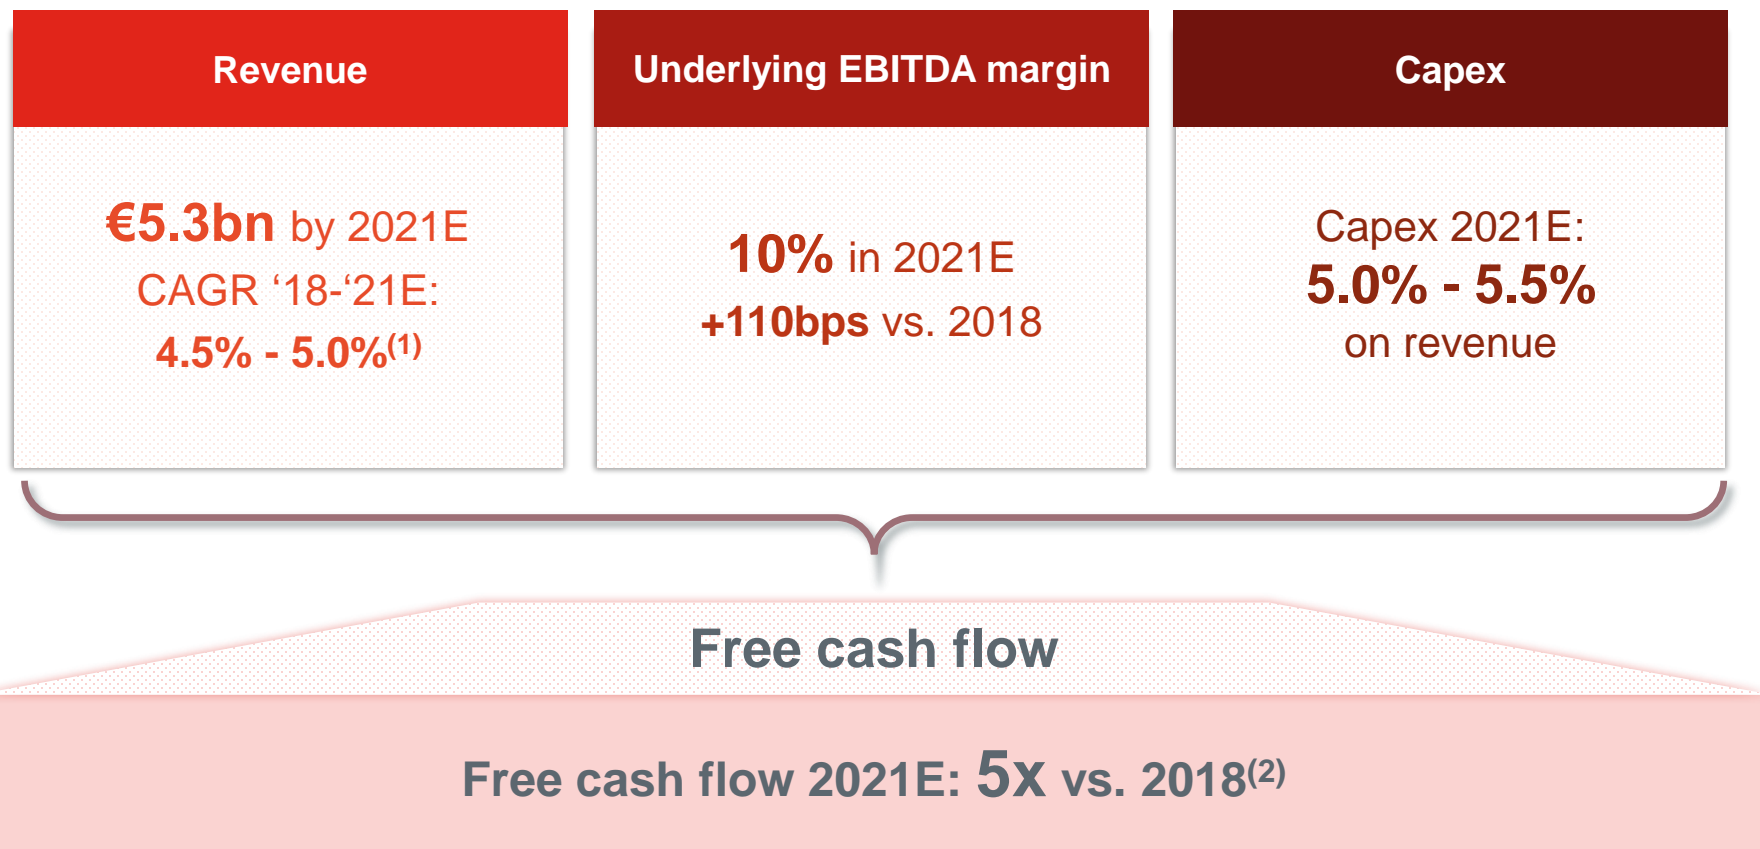 Revenue
€5.3bn by 2021E
CAGR ‘18-‘21E:
4.5% - 5.0%(1)
Underlying EBITDA margin
10% in 2021E
+110bps vs. 2018
Capex
Capex 2021E:
5.0% - 5.5%
on revenue
Free cash flow
Free cash flow 2021E: 5x vs. 2018(2)